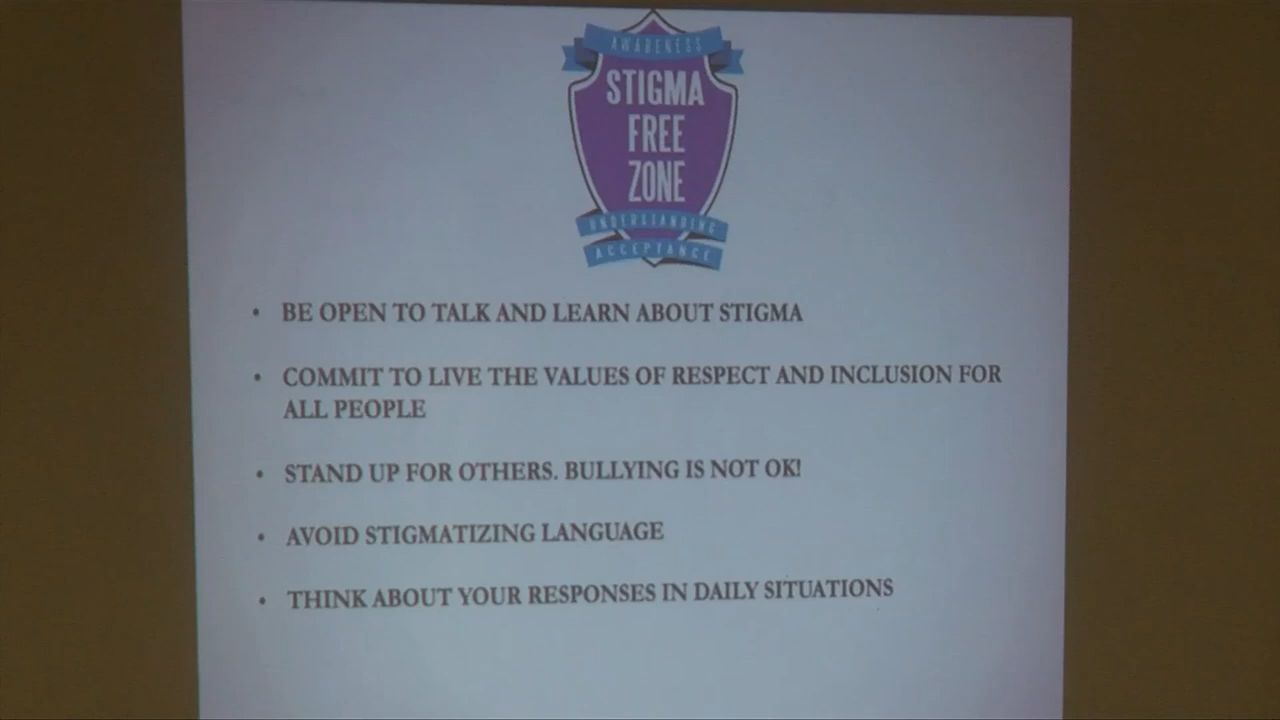 AWARENESS
STIGMA
FREE
ZONE
UNDERSTANDING
ACCEPTANCE
• BE OPEN TO TALK AND LEARN ABOUT STIGMA
• COMMIT TO LIVE THE VALUES OF RESPECT AND INCLUSION FOR
ALL PEOPLE
• STAND UP FOR OTHERS. BULLYING IS NOT OK!
• AVOID STIGMATIZING LANGUAGE
• THINK ABOUT YOUR RESPONSES IN DAILY SITUATIONS